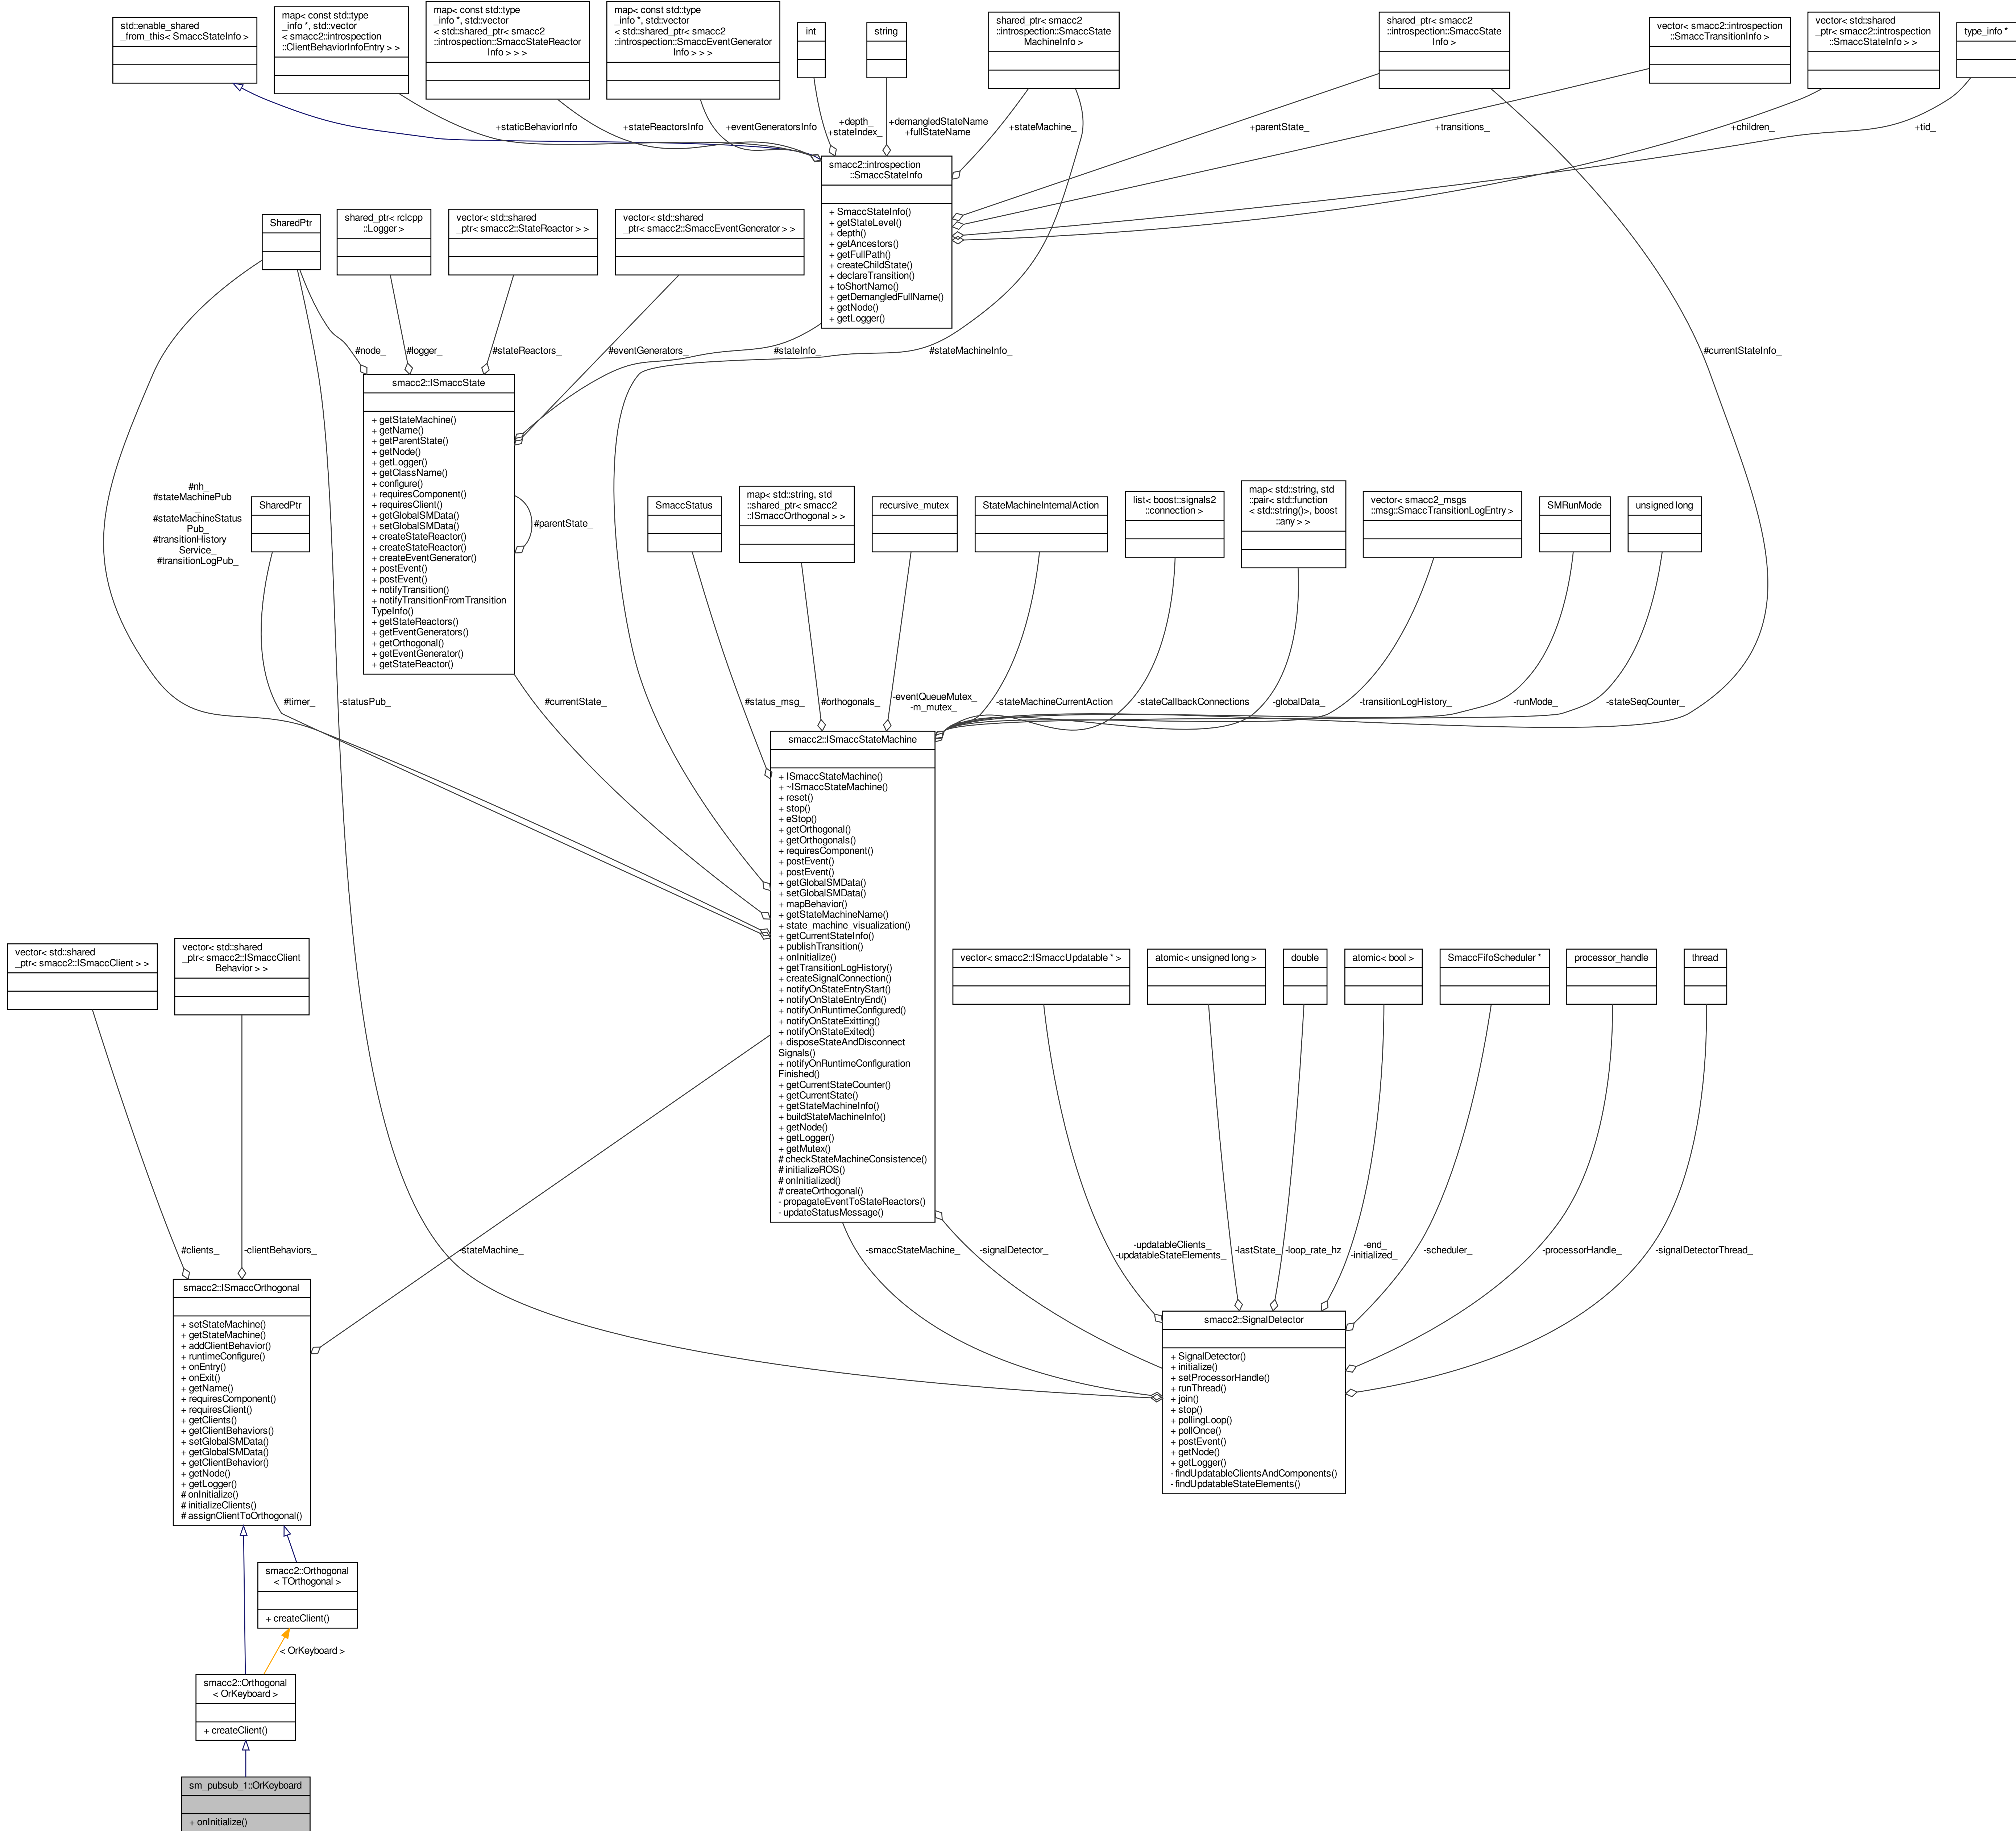 std::enable_shared
_from_this< SmaccStateInfo >
map< const std::type
_info *, std::vector
< smacc2::introspection
::ClientBehaviorInfoEntry > >
map< const std::type
_info *, std::vector
< std::shared_ptr< smacc2
::introspection::SmaccStateReactor
Info > > >
map< const std::type
_info *, std::vector
< std::shared_ptr< smacc2
::introspection::SmaccEventGenerator
Info > > >
int
string
shared_ptr< smacc2
::introspection::SmaccState
MachineInfo >
shared_ptr< smacc2
::introspection::SmaccState
Info >
vector< smacc2::introspection
::SmaccTransitionInfo >
vector< std::shared
_ptr< smacc2::introspection
::SmaccStateInfo > >
type_info *
+staticBehaviorInfo
+stateReactorsInfo
+eventGeneratorsInfo
+depth_
+stateIndex_
+demangledStateName
+fullStateName
+stateMachine_
+parentState_
+transitions_
+children_
+tid_
smacc2::introspection
::SmaccStateInfo
+ SmaccStateInfo()
+ getStateLevel()
+ depth()
+ getAncestors()
+ getFullPath()
+ createChildState()
+ declareTransition()
+ toShortName()
+ getDemangledFullName()
+ getNode()
+ getLogger()
SharedPtr
shared_ptr< rclcpp
::Logger >
vector< std::shared
_ptr< smacc2::StateReactor > >
vector< std::shared
_ptr< smacc2::SmaccEventGenerator > >
#node_
#logger_
#stateReactors_
#eventGenerators_
#stateInfo_
#stateMachineInfo_
#currentStateInfo_
smacc2::ISmaccState
+ getStateMachine()
+ getName()
+ getParentState()
+ getNode()
+ getLogger()
+ getClassName()
+ configure()
+ requiresComponent()
+ requiresClient()
+ getGlobalSMData()
+ setGlobalSMData()
+ createStateReactor()
+ createStateReactor()
+ createEventGenerator()
+ postEvent()
+ postEvent()
+ notifyTransition()
+ notifyTransitionFromTransition
TypeInfo()
+ getStateReactors()
+ getEventGenerators()
+ getOrthogonal()
+ getEventGenerator()
+ getStateReactor()
#parentState_
#nh_
#stateMachinePub
_
#stateMachineStatus
Pub_
#transitionHistory
Service_
#transitionLogPub_
SharedPtr
SmaccStatus
map< std::string, std
::shared_ptr< smacc2
::ISmaccOrthogonal > >
recursive_mutex
StateMachineInternalAction
list< boost::signals2
::connection >
map< std::string, std
::pair< std::function
< std::string()>, boost
::any > >
vector< smacc2_msgs
::msg::SmaccTransitionLogEntry >
SMRunMode
unsigned long
#timer_
-statusPub_
#currentState_
#status_msg_
#orthogonals_
-eventQueueMutex_
-m_mutex_
-stateMachineCurrentAction
-stateCallbackConnections
-globalData_
-transitionLogHistory_
-runMode_
-stateSeqCounter_
smacc2::ISmaccStateMachine
+ ISmaccStateMachine()
+ ~ISmaccStateMachine()
+ reset()
+ stop()
+ eStop()
+ getOrthogonal()
+ getOrthogonals()
+ requiresComponent()
+ postEvent()
+ postEvent()
+ getGlobalSMData()
+ setGlobalSMData()
+ mapBehavior()
+ getStateMachineName()
+ state_machine_visualization()
+ getCurrentStateInfo()
+ publishTransition()
+ onInitialize()
+ getTransitionLogHistory()
+ createSignalConnection()
+ notifyOnStateEntryStart()
+ notifyOnStateEntryEnd()
+ notifyOnRuntimeConfigured()
+ notifyOnStateExitting()
+ notifyOnStateExited()
+ disposeStateAndDisconnect
Signals()
+ notifyOnRuntimeConfiguration
Finished()
+ getCurrentStateCounter()
+ getCurrentState()
+ getStateMachineInfo()
+ buildStateMachineInfo()
+ getNode()
+ getLogger()
+ getMutex()
# checkStateMachineConsistence()
# initializeROS()
# onInitialized()
# createOrthogonal()
- propagateEventToStateReactors()
- updateStatusMessage()
vector< std::shared
_ptr< smacc2::ISmaccClient > >
vector< std::shared
_ptr< smacc2::ISmaccClient
Behavior > >
vector< smacc2::ISmaccUpdatable * >
atomic< unsigned long >
double
atomic< bool >
SmaccFifoScheduler *
processor_handle
thread
#clients_
-clientBehaviors_
-stateMachine_
-smaccStateMachine_
-signalDetector_
-updatableClients_
-updatableStateElements_
-lastState_
-loop_rate_hz
-end_
-initialized_
-scheduler_
-processorHandle_
-signalDetectorThread_
smacc2::ISmaccOrthogonal
+ setStateMachine()
+ getStateMachine()
+ addClientBehavior()
+ runtimeConfigure()
+ onEntry()
+ onExit()
+ getName()
+ requiresComponent()
+ requiresClient()
+ getClients()
+ getClientBehaviors()
+ setGlobalSMData()
+ getGlobalSMData()
+ getClientBehavior()
+ getNode()
+ getLogger()
# onInitialize()
# initializeClients()
# assignClientToOrthogonal()
smacc2::SignalDetector
+ SignalDetector()
+ initialize()
+ setProcessorHandle()
+ runThread()
+ join()
+ stop()
+ pollingLoop()
+ pollOnce()
+ postEvent()
+ getNode()
+ getLogger()
- findUpdatableClientsAndComponents()
- findUpdatableStateElements()
smacc2::Orthogonal
< TOrthogonal >
+ createClient()
< OrKeyboard >
smacc2::Orthogonal
< OrKeyboard >
+ createClient()
sm_pubsub_1::OrKeyboard
+ onInitialize()